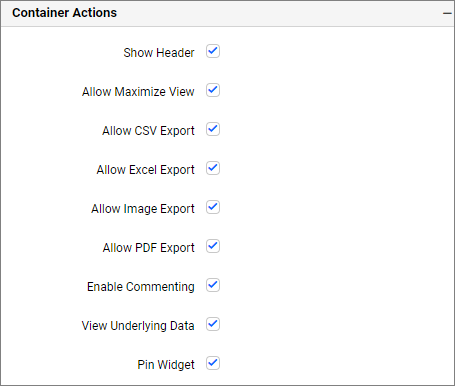 Container Actions
Show Header
Allow Maximize View
Allow CSV Export
Allow Excel Export
Allow Image Export
Allow PDF Export
Enable Commenting
View Underlying Data
Pin Widget